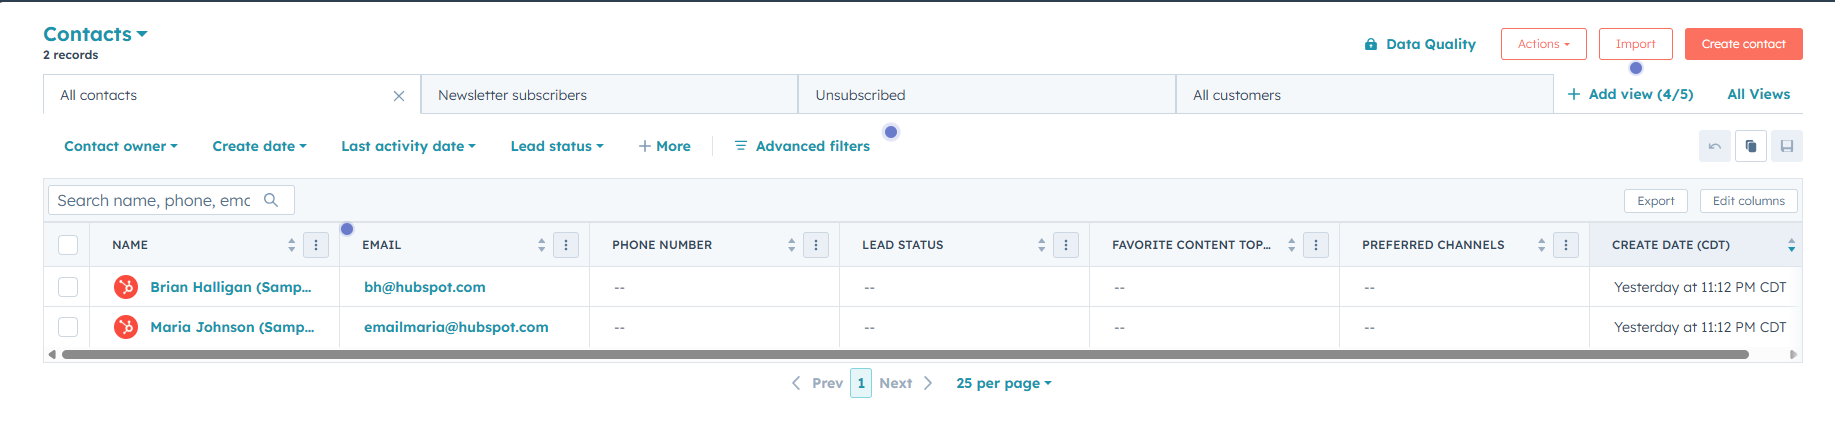 Contacts
2 records
Data Quality
Actions
Import
Create contact
All contacts
Newsletter subscribers
Unsubscribed
All customers
Add view (4/5)
All Views
Contact owner
Create date
Last activity date
Lead status
More
Advanced filters
Search name, phone, emc
Export
Edit columns
NAME
EMAIL
PHONE NUMBER
LEAD STATUS
FAVORITE CONTENT TOP...
PREFERRED CHANNELS
CREATE DATE (CDT)
Brian Halligan (Samp...
bh@hubspot.com
--
--
--
--
Yesterday at 11:12 PM CDT
Maria Johnson (Samp...
emailmaria@hubspot.com
--
--
--
--
Yesterday at 11:12 PM CDT
Prev
1
Next
25 per page